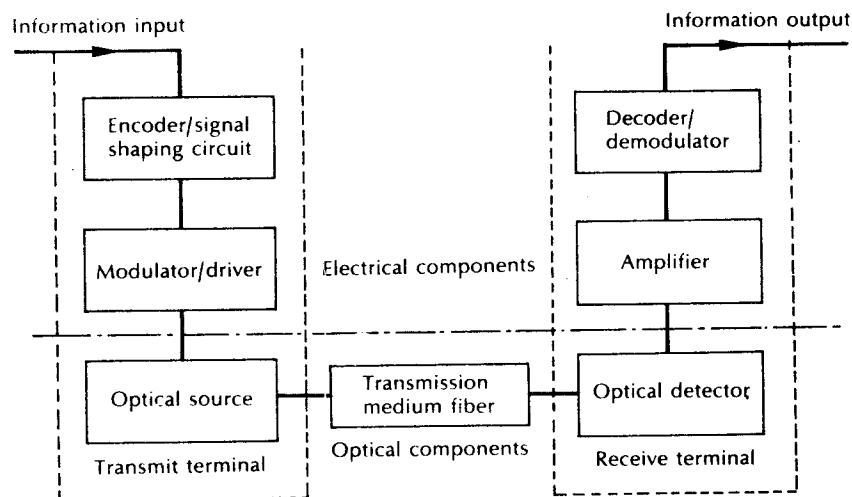 Information input
Information output
Encoder/signal
shaping circuit
Decoder/
demodulator
Modulator/driver
Electrical components
Amplifier
Optical source
Transmission
medium fiber
Optical detector
Optical components
Transmit terminal
Receive terminal